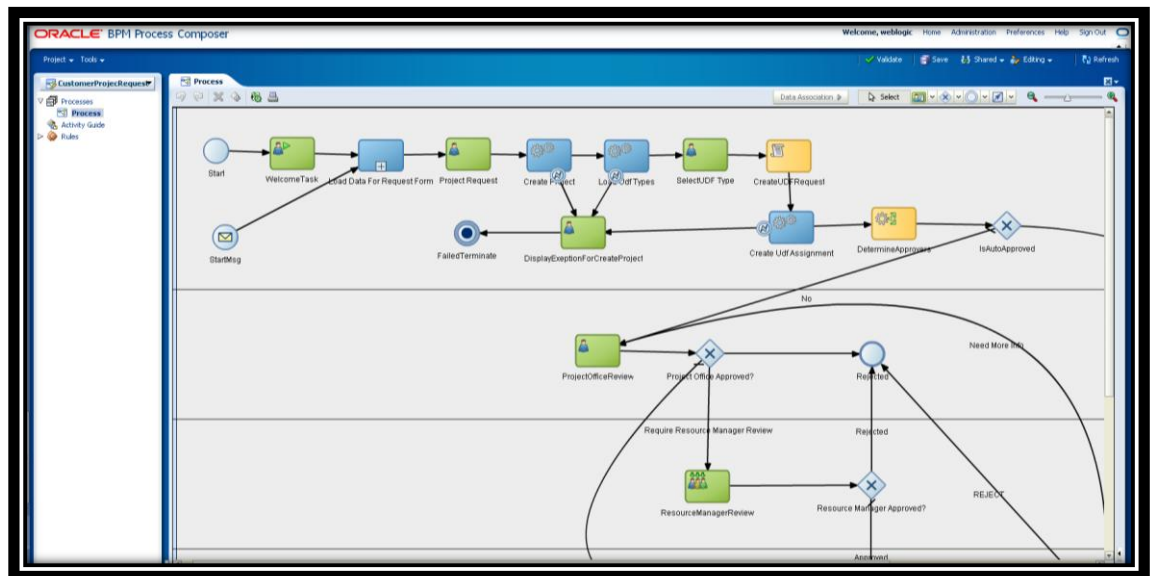 ORACLE BPM Process Composer
Welcome, weblogic Home Administration Preferences Help Sign Out
Project Tools
Validate Save Shared Editing Refresh
CustomerProjecRequest
Process
Processes
Process
Activity Guide
Rules
Data Association
Select
Start
WelcomeTask
Load Data For Request Form
Project Request
Create Project
Load Udf Types
SelectUDF Type
CreateUDFRequest
StartMsg
FailedTerminate
DisplayExeptionForCreateProject
Create Udf Assignment
DetermineApprovers
IsAutoApproved
No
Need More Info
ProjectOfficeReview
Project Office Approved?
Rejected
Require Resource Manager Review
Rejected
ResourceManagerReview
Resource Manager Approved?
REJECT
Approved